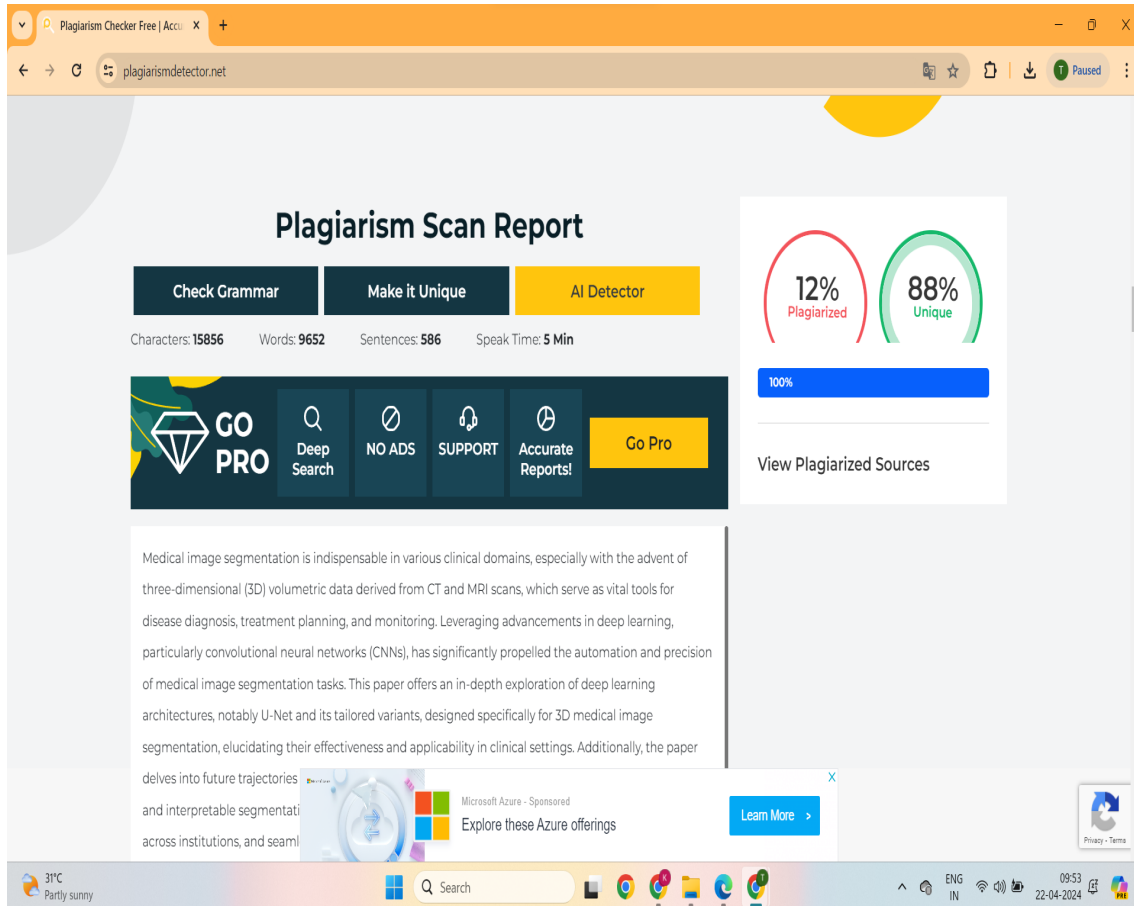 Plagiarism Checker Free | Accu
plagiarismdetector.net
T Paused
Plagiarism Scan Report
Check Grammar Make it Unique AI Detector
Characters: 15856 Words: 9652 Sentences: 586 Speak Time: 5 Min
12% Plagiarized
88% Unique
100%
View Plagiarized Sources
GO PRO
Deep Search
NO ADS
SUPPORT
Accurate Reports!
Go Pro
Medical image segmentation is indispensable in various clinical domains, especially with the advent of
three-dimensional (3D) volumetric data derived from CT and MRI scans, which serve as vital tools for
disease diagnosis, treatment planning, and monitoring. Leveraging advancements in deep learning,
particularly convolutional neural networks (CNNs), has significantly propelled the automation and precision
of medical image segmentation tasks. This paper offers an in-depth exploration of deep learning
architectures, notably U-Net and its tailored variants, designed specifically for 3D medical image
segmentation, elucidating their effectiveness and applicability in clinical settings. Additionally, the paper
delves into future trajectories
and interpretable segmentati
across institutions, and seaml
Microsoft Azure - Sponsored
Explore these Azure offerings
Learn More >
Privacy - Terms
31°C
Partly sunny
Search
K
T
ENG
IN
09:53
22-04-2024
PRE